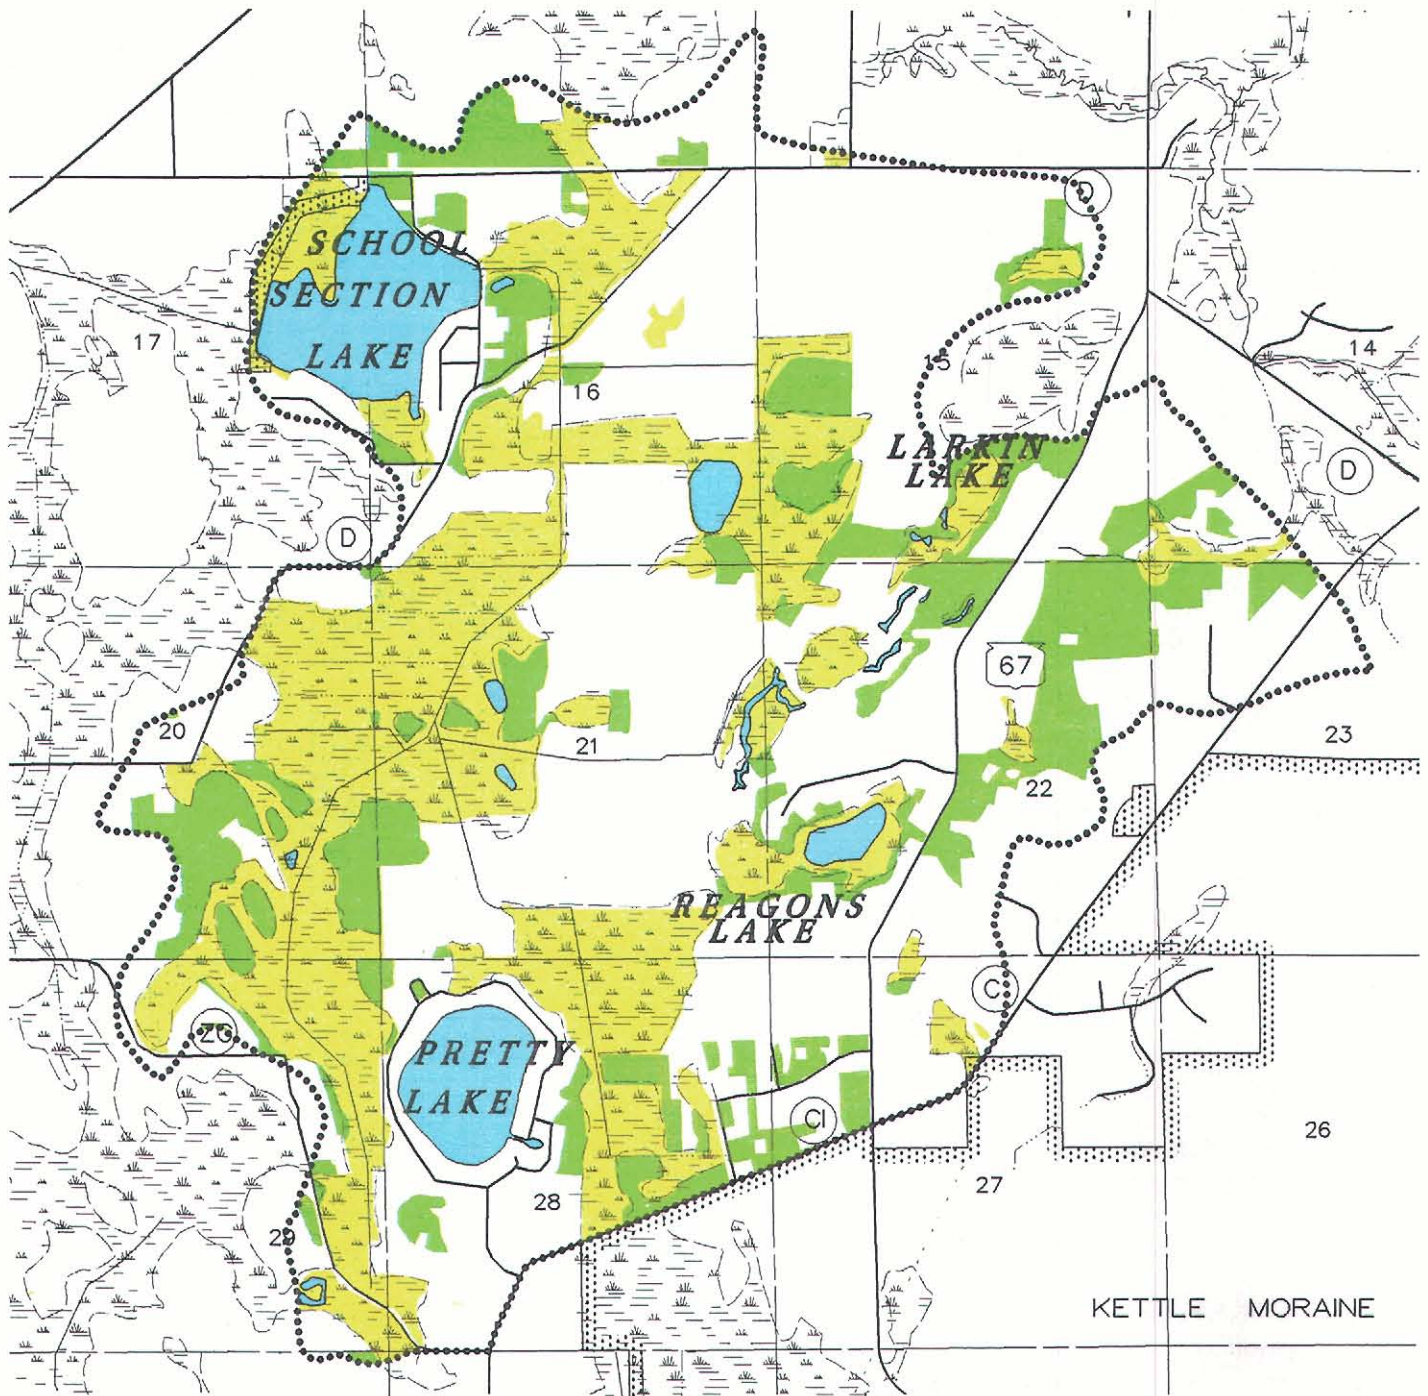 D
SCHOOL
SECTION
LAKE
17
16
15
14
LARKIN
LAKE
D
D
67
20
21
22
23
REAGONS
LAKE
C
ZC
PRETTY
LAKE
CI
26
27
28
29
KETTLE MORAINE